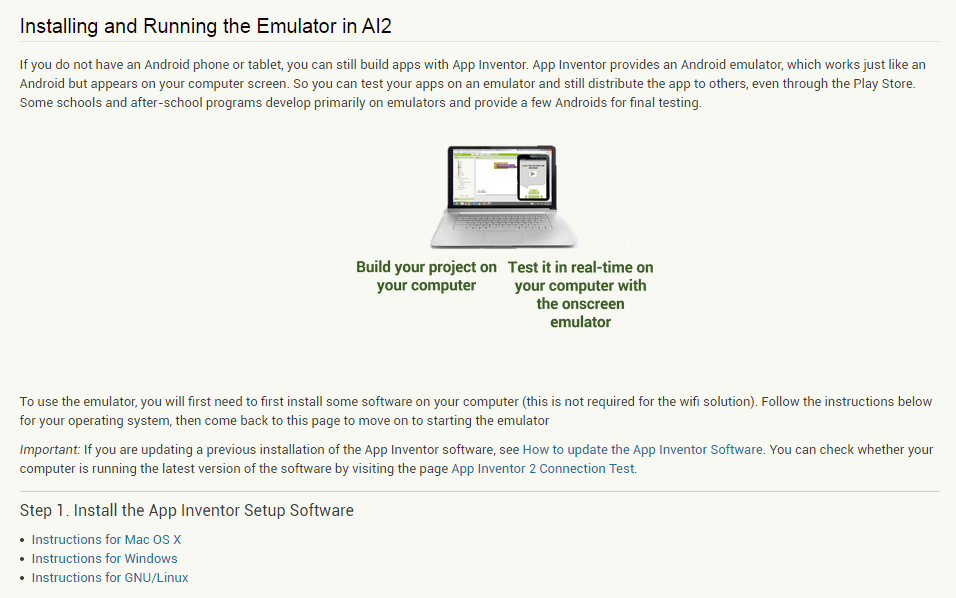 Installing and Running the Emulator in AI2
If you do not have an Android phone or tablet, you can still build apps with App Inventor. App Inventor provides an Android emulator, which works just like an
Android but appears on your computer screen. So you can test your apps on an emulator and still distribute the app to others, even through the Play Store.
Some schools and after-school programs develop primarily on emulators and provide a few Androids for final testing.
Build your project on
your computer
Test it in real-time on
your computer with
the onscreen
emulator
To use the emulator, you will first need to first install some software on your computer (this is not required for the wifi solution). Follow the instructions below
for your operating system, then come back to this page to move on to starting the emulator
Important: If you are updating a previous installation of the App Inventor software, see How to update the App Inventor Software. You can check whether your
computer is running the latest version of the software by visiting the page App Inventor 2 Connection Test.
Step 1. Install the App Inventor Setup Software
• Instructions for Mac OS X
• Instructions for Windows
• Instructions for GNU/Linux